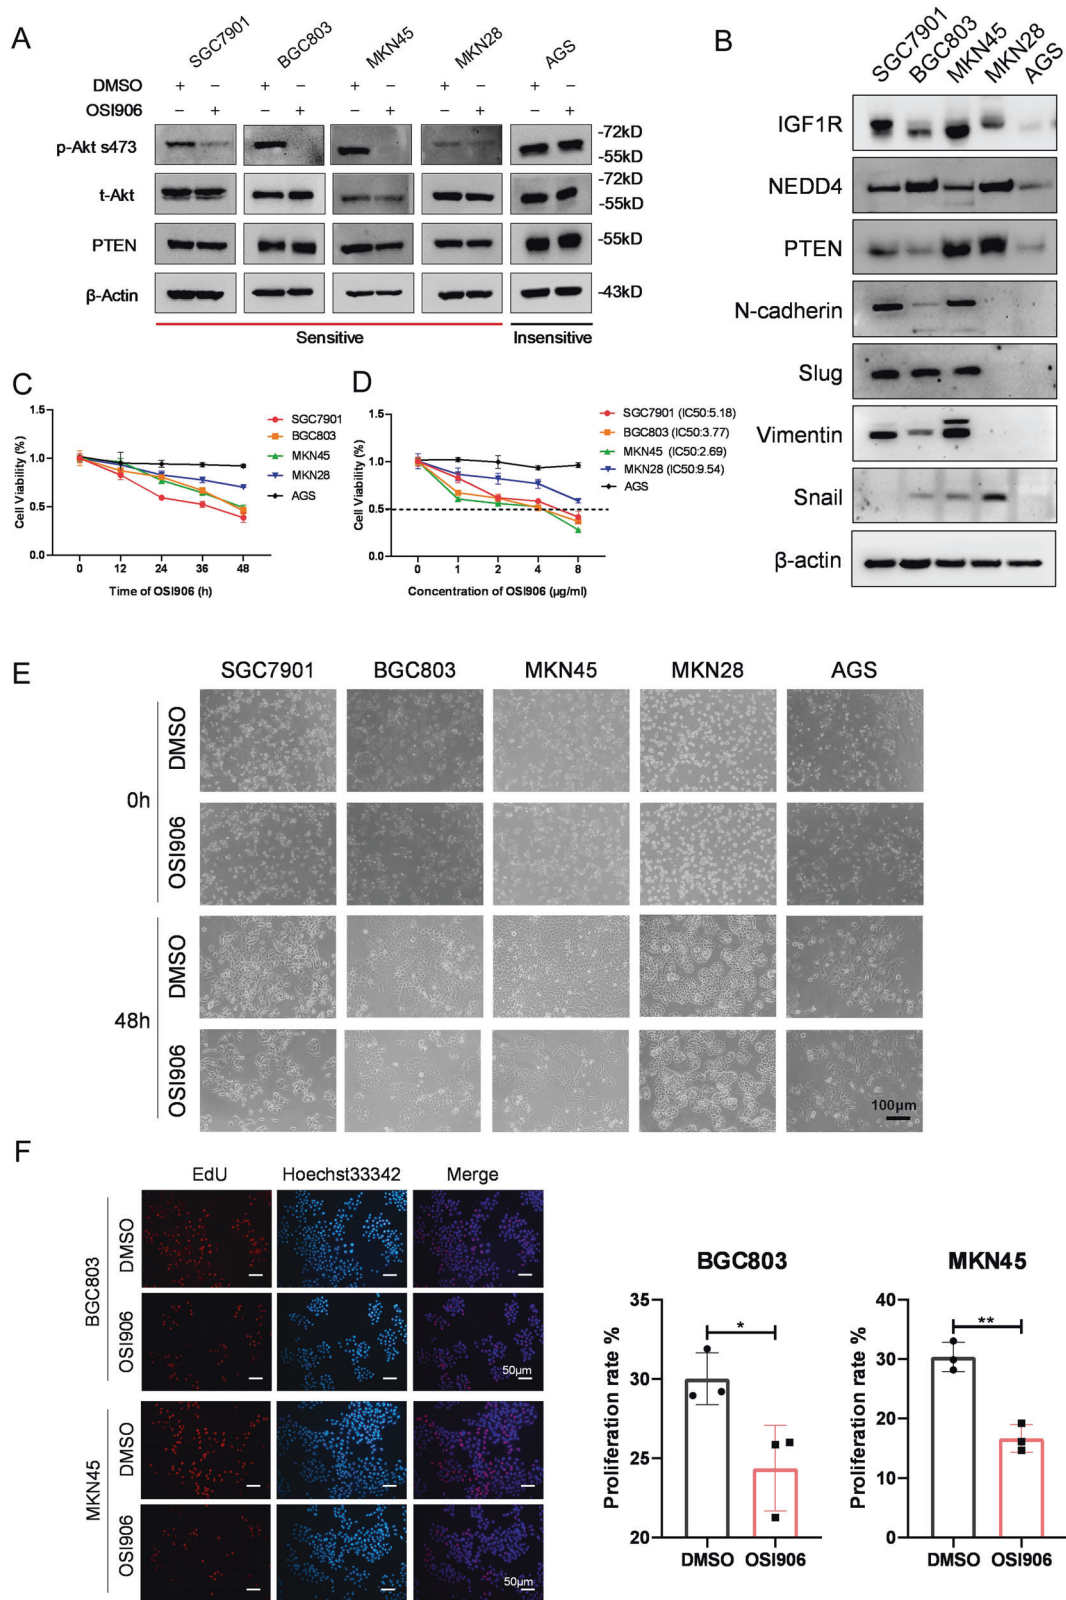 A
SGC7901 BGC803 MKN45 MKN28 AGS
DMSO + − + − + − + − + −
OSI906 − + − + − + − + − +
p-Akt s473 -72kD
-55kD
t-Akt -72kD
-55kD
PTEN -55kD
β-Actin -43kD
Sensitive Insensitive
B
SGC7901 BGC803 MKN45 MKN28 AGS
IGF1R
NEDD4
PTEN
N-cadherin
Slug
Vimentin
Snail
β-actin
C
Cell Viability (%)
1.5
1.0
0.5
0.0
0 12 24 36 48
Time of OSI906 (h)
SGC7901
BGC803
MKN45
MKN28
AGS
D
Cell Viability (%)
1.5
1.0
0.5
0.0
0 1 2 4 8
Concentration of OSI906 (μg/ml)
SGC7901 (IC50:5.18)
BGC803 (IC50:3.77)
MKN45 (IC50:2.69)
MKN28 (IC50:9.54)
AGS
E
SGC7901 BGC803 MKN45 MKN28 AGS
0h
DMSO
OSI906
48h
DMSO
OSI906
100μm
F
EdU Hoechst33342 Merge
BGC803
DMSO
OSI906
50μm
MKN45
DMSO
OSI906
50μm
BGC803
Proliferation rate %
35
30
25
20
*
DMSO OSI906
MKN45
Proliferation rate %
40
30
20
10
0
**
DMSO OSI906